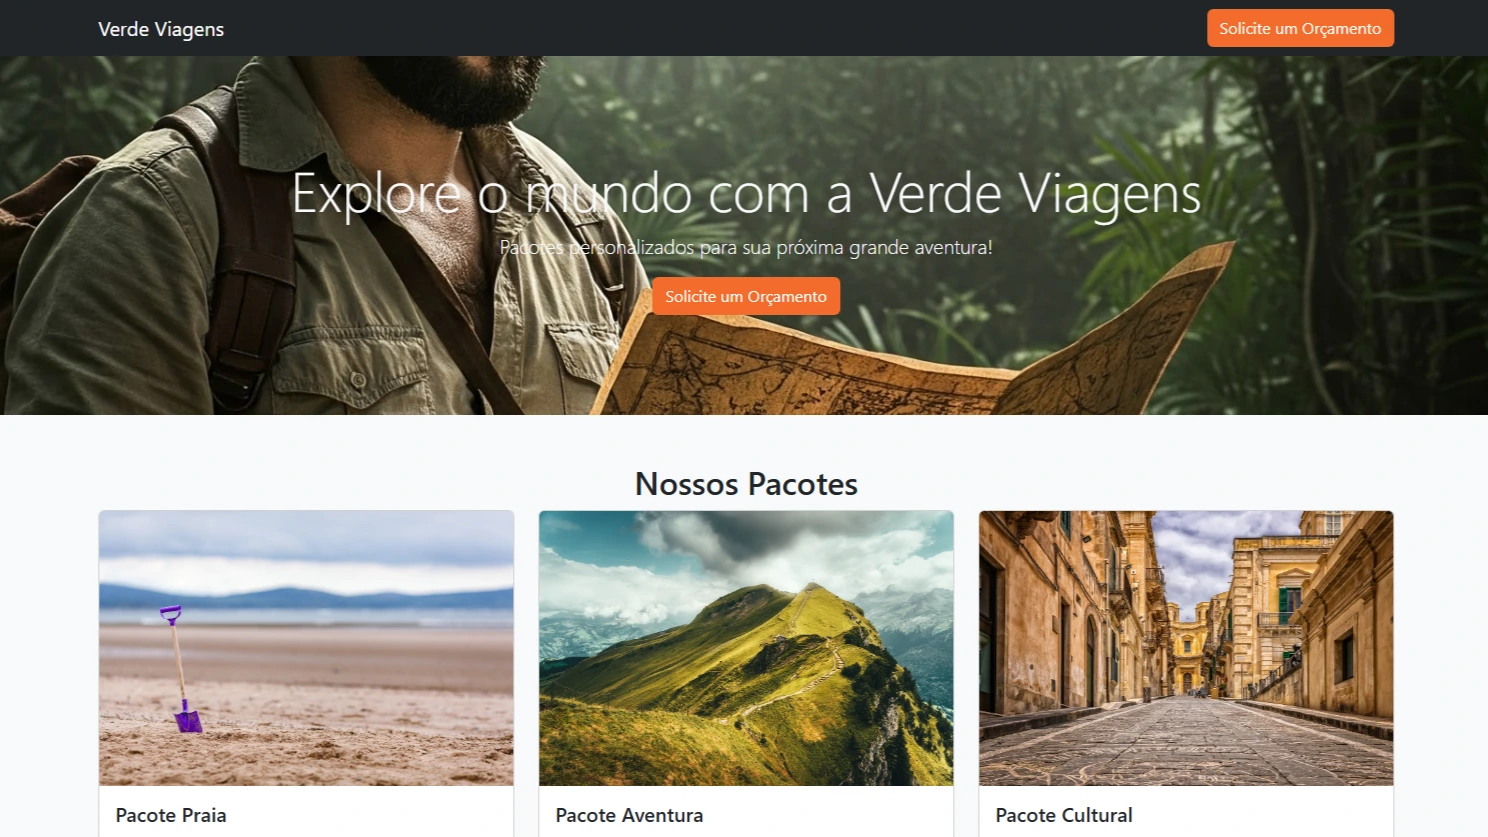 Verde Viagens
Solicite um Orçamento
Explore o mundo com a Verde Viagens
Pacotes personalizados para sua próxima grande aventura!
Solicite um Orçamento
Nossos Pacotes
Pacote Praia
Pacote Aventura
Pacote Cultural